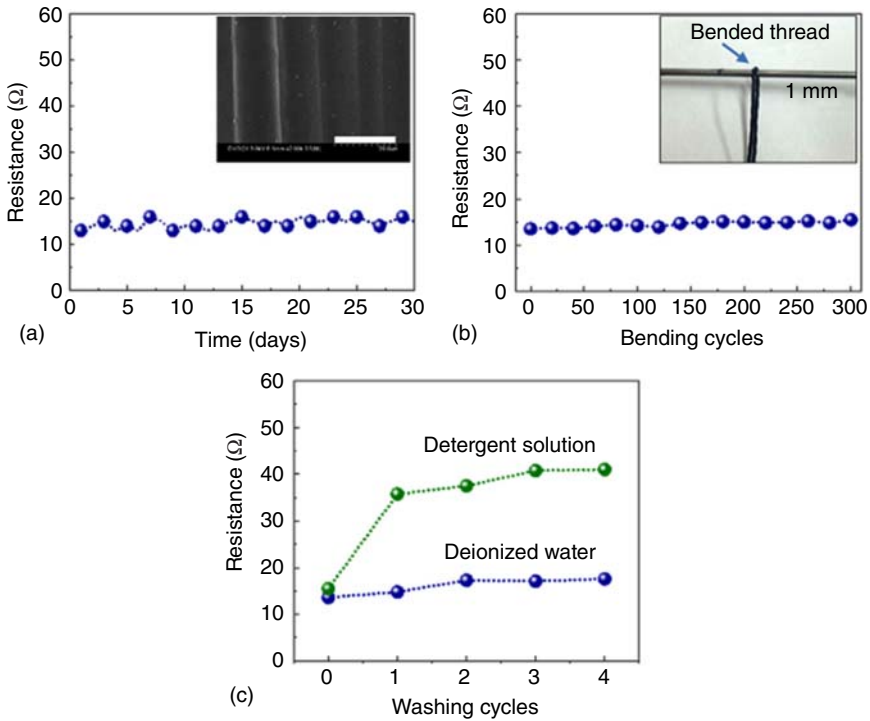 60
50
40
30
20
10
0
Resistance (Ω)
0 5 10 15 20 25 30
Time (days)
(a)
60
50
40
30
20
10
0
Resistance (Ω)
Bended thread
1 mm
0 50 100 150 200 250 300
Bending cycles
(b)
60
50
40
30
20
10
0
Resistance (Ω)
Detergent solution
Deionized water
0 1 2 3 4
Washing cycles
(c)